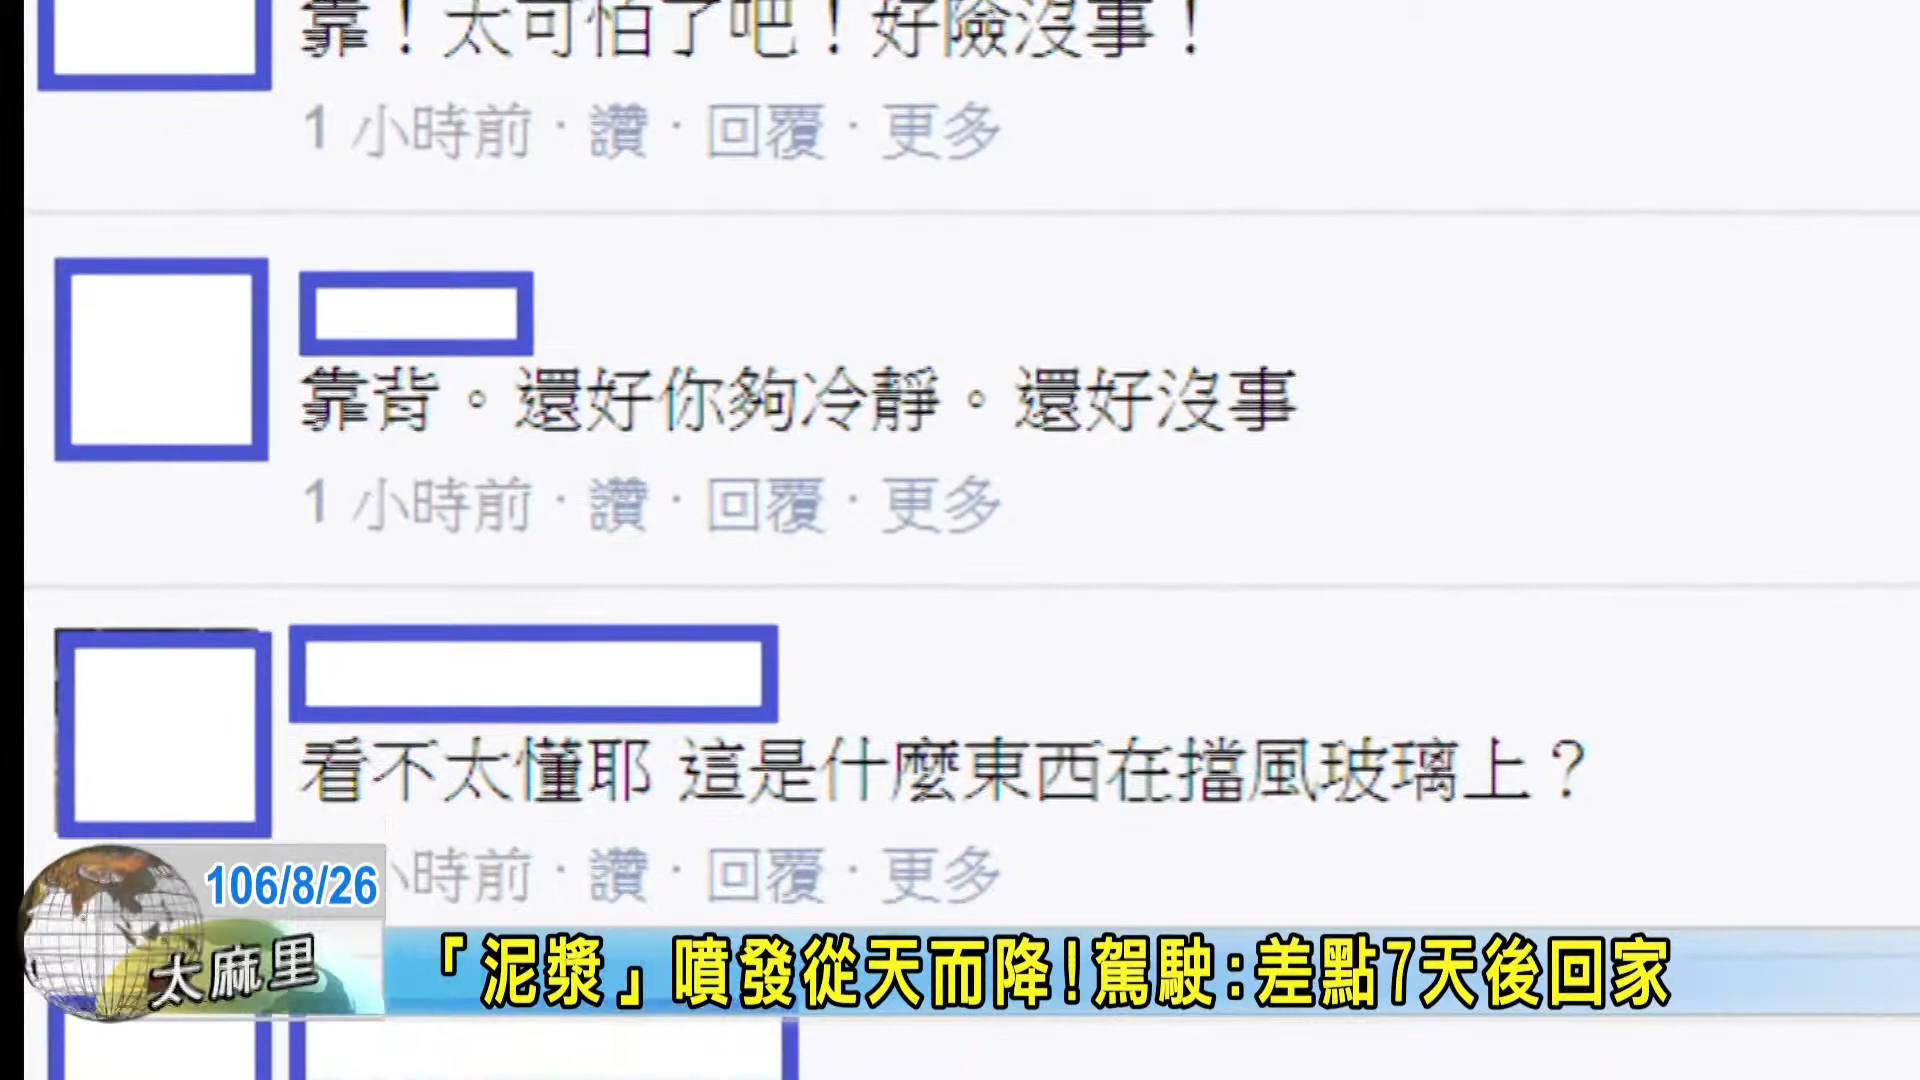 靠！太可怕了吧！好險沒事！
1 小時前 · 讚 · 回覆 · 更多
靠背。還好你夠冷靜。還好沒事
1 小時前 · 讚 · 回覆 · 更多
看不太懂耶 這是什麼東西在擋風玻璃上？
小時前 · 讚 · 回覆 · 更多
106/8/26
太麻里
「泥漿」噴發從天而降!駕駛:差點7天後回家